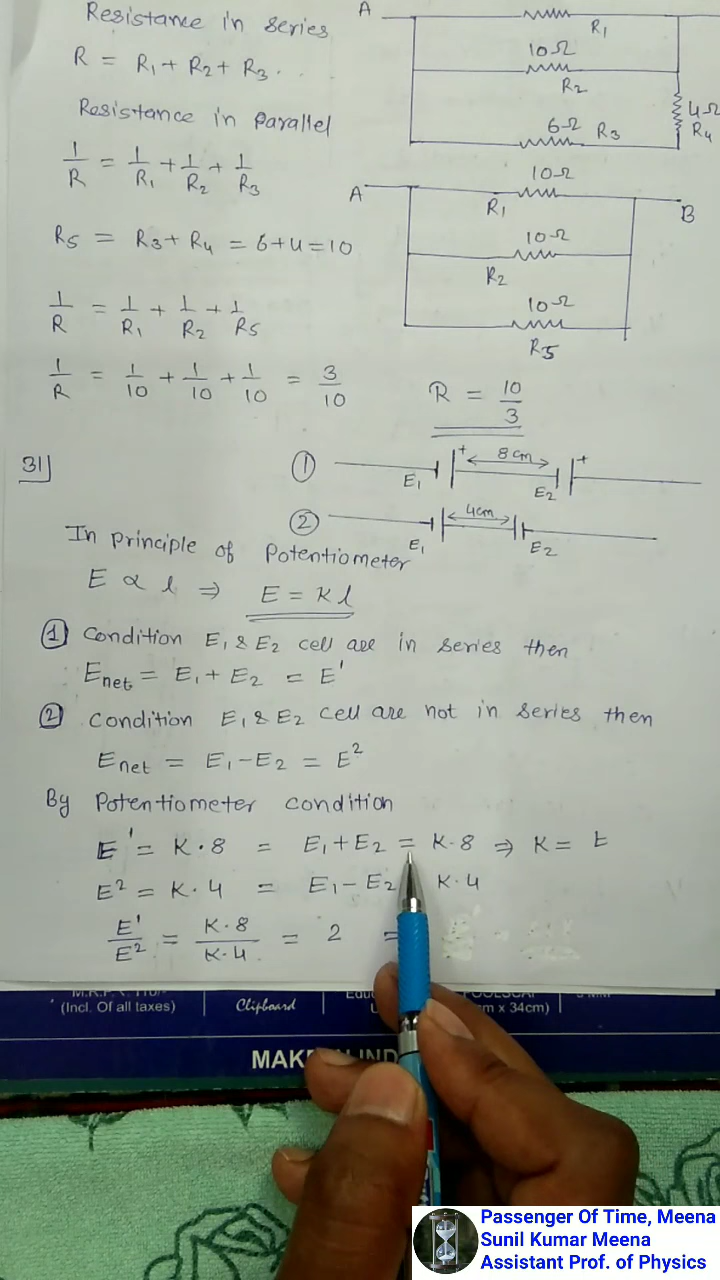 Resistance in series
R = R₁ + R₂ + R₃.
Resistance in Parallel
1/R = 1/R₁ + 1/R₂ + 1/R₃
R₅ = R₃ + R₄ = 6+4 = 10
1/R = 1/R₁ + 1/R₂ + 1/R₅
1/R = 1/10 + 1/10 + 1/10 = 3/10
A
R₁
10Ω
R₂
4Ω
R₄
6Ω R₃
10Ω
A
R₁
B
10Ω
R₂
10Ω
R₅
R = 10/3
31
① E₁ + 8cm E₂ +
② E₁ 4cm E₂
In principle of Potentiometer
E ∝ l ⇒ E = Kl
① Condition E₁ & E₂ cell are in series then
Enet = E₁ + E₂ = E'
② Condition E₁ & E₂ cell are not in series then
Enet = E₁ - E₂ = E²
By Potentiometer condition
E' = K·8 = E₁ + E₂ = K·8 ⇒ K = E
E² = K·4 = E₁ - E₂ K·4
E'/E² = K·8/K·4 = 2 =
(Incl. Of all taxes)
Clipboard
m x 34cm)
Passenger Of Time, Meena
Sunil Kumar Meena
Assistant Prof. of Physics